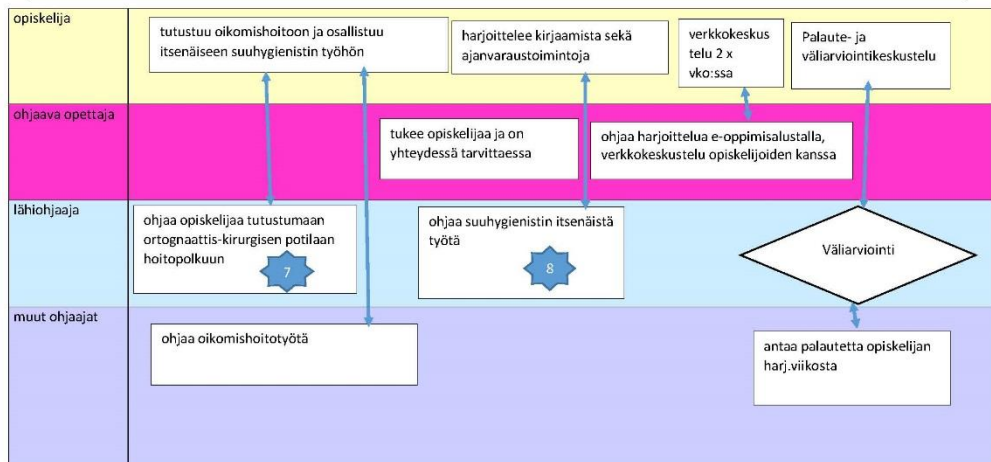 opiskelija
tutustuu oikomishoitoon ja osallistuu
itsenäiseen suuhygienistin työhön
harjoittelee kirjaamista sekä
ajanvaraustoimintoja
verkkokeskus
telu 2 x
vko:ssa
Palaute- ja
väliarviointikeskustelu
ohjaava opettaja
tukee opiskelijaa ja on
yhteydessä tarvittaessa
ohjaa harjoittelua e-oppimisalustalla,
verkkokeskustelu opiskelijoiden kanssa
lähiohjaaja
ohjaa opiskelijaa tutustumaan
ortognaattis-kirurgisen potilaan
hoitopolkuun
7
ohjaa suuhygienistin itsenäistä
työtä
8
Väliarviointi
muut ohjaajat
ohjaa oikomishoitotyötä
antaa palautetta opiskelijan
harj.viikosta